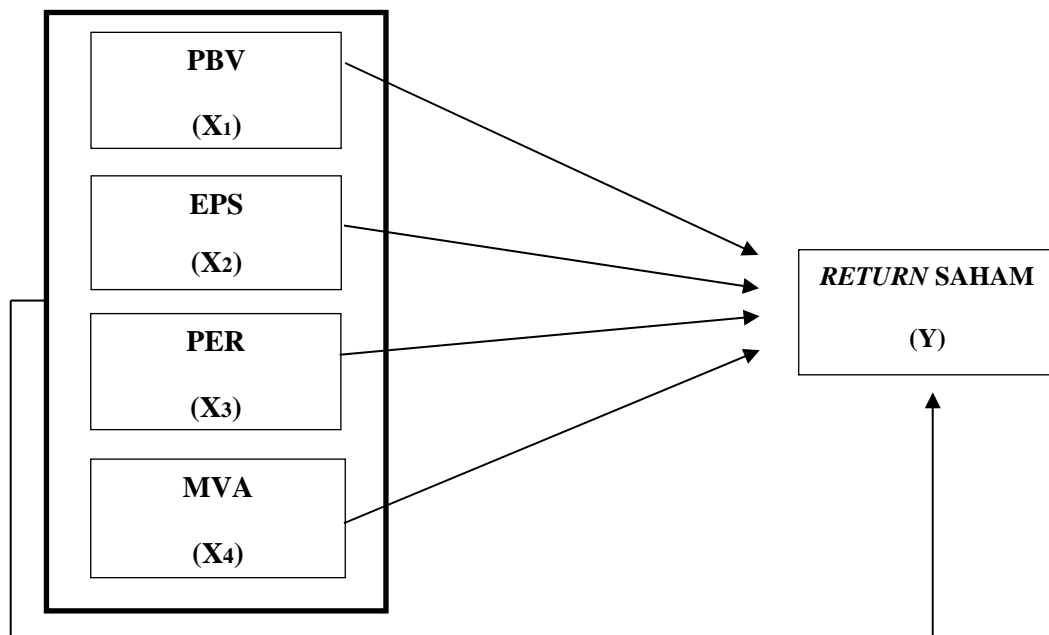 PBV
(X1)
EPS
(X2)
PER
(X3)
MVA
(X4)
RETURN SAHAM
(Y)